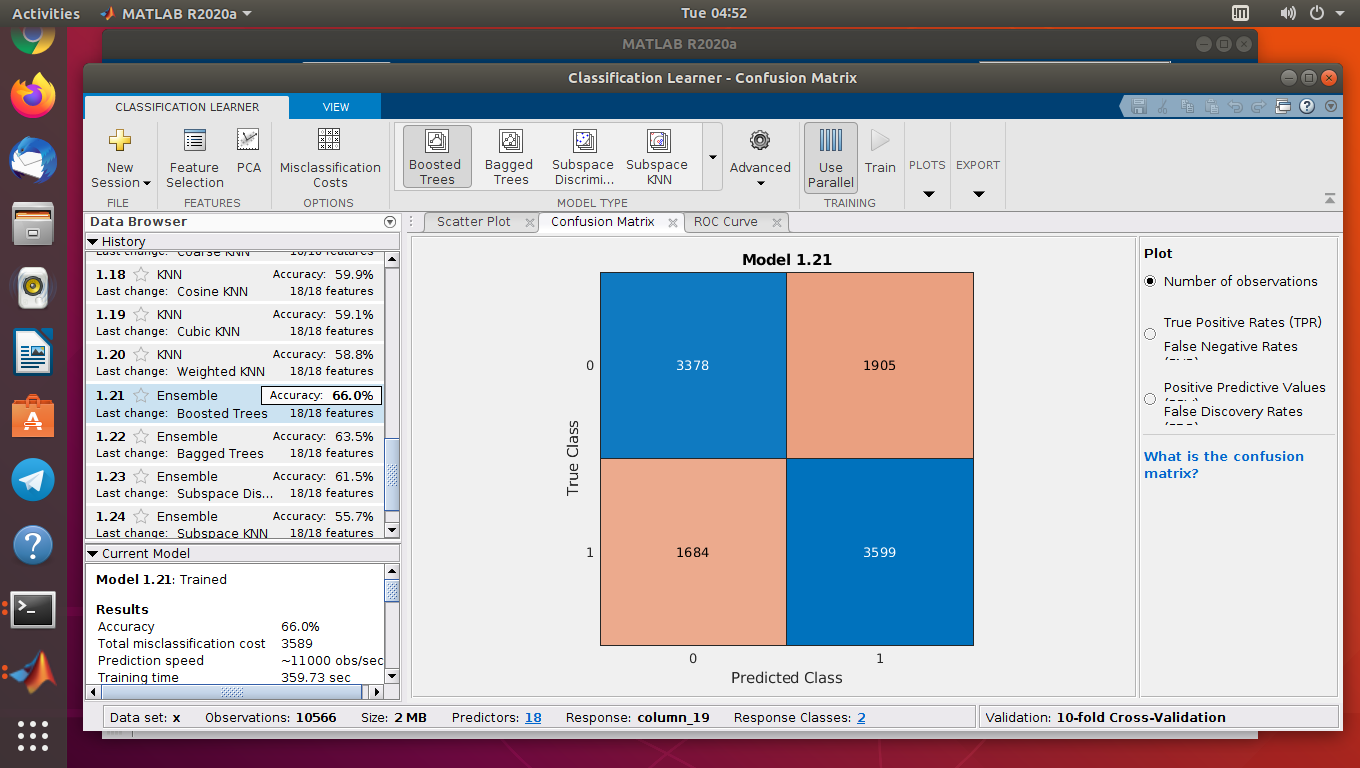 Activities MATLAB R2020a Tue 04:52
MATLAB R2020a
Classification Learner - Confusion Matrix
CLASSIFICATION LEARNER VIEW
New Session
Feature Selection
PCA
Misclassification Costs
Boosted Trees
Bagged Trees
Subspace Discrimi...
Subspace KNN
Advanced
Use Parallel
Train
PLOTS
EXPORT
FILE FEATURES OPTIONS MODEL TYPE TRAINING
Data Browser
History
Last change: Coarse KNN 18/18 features
1.18 KNN Accuracy: 59.9%
Last change: Cosine KNN 18/18 features
1.19 KNN Accuracy: 59.1%
Last change: Cubic KNN 18/18 features
1.20 KNN Accuracy: 58.8%
Last change: Weighted KNN 18/18 features
1.21 Ensemble Accuracy: 66.0%
Last change: Boosted Trees 18/18 features
1.22 Ensemble Accuracy: 63.5%
Last change: Bagged Trees 18/18 features
1.23 Ensemble Accuracy: 61.5%
Last change: Subspace Dis... 18/18 features
1.24 Ensemble Accuracy: 55.7%
Last change: Subspace KNN 18/18 features
Current Model
Model 1.21: Trained
Results
Accuracy 66.0%
Total misclassification cost 3589
Prediction speed ~11000 obs/sec
Training time 359.73 sec
Scatter Plot Confusion Matrix ROC Curve
Model 1.21
0 3378 1905
True Class
1 1684 3599
0 1
Predicted Class
Plot
Number of observations
True Positive Rates (TPR)
False Negative Rates
Positive Predictive Values
False Discovery Rates
What is the confusion
matrix?
Data set: x Observations: 10566 Size: 2 MB Predictors: 18 Response: column_19 Response Classes: 2 Validation: 10-fold Cross-Validation